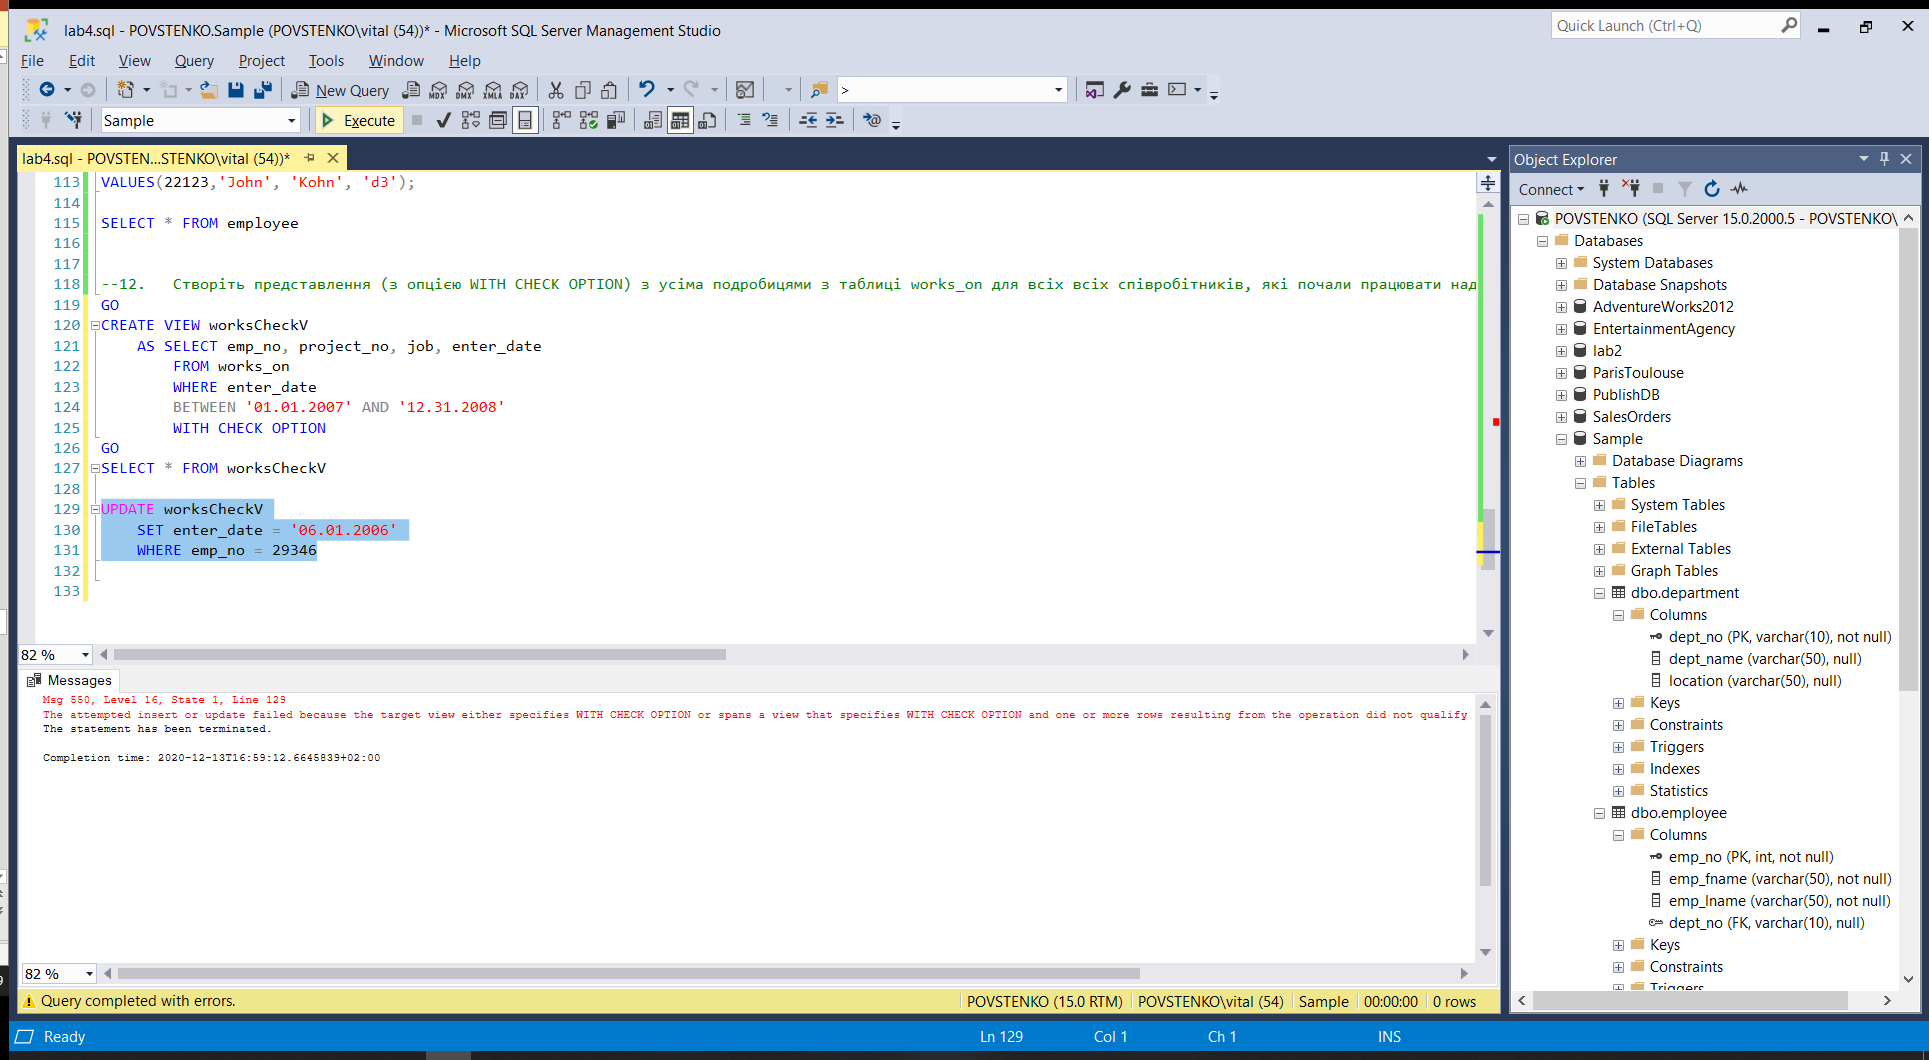 lab4.sql - POVSTENKO.Sample (POVSTENKO\vital (54))* - Microsoft SQL Server Management Studio
Quick Launch (Ctrl+Q)
File Edit View Query Project Tools Window Help
New Query
MDX DMX XMLA DAX
>
Sample
Execute
lab4.sql - POVSTEN...STENKO\vital (54))*
113 VALUES(22123,'John', 'Kohn', 'd3');
114
115 SELECT * FROM employee
116
117
118 --12. Створіть представлення (з опцією WITH CHECK OPTION) з усіма подробицями з таблиці works_on для всіх всіх співробітників, які почали працювати над
119 GO
120 CREATE VIEW worksCheckV
121 AS SELECT emp_no, project_no, job, enter_date
122 FROM works_on
123 WHERE enter_date
124 BETWEEN '01.01.2007' AND '12.31.2008'
125 WITH CHECK OPTION
126 GO
127 SELECT * FROM worksCheckV
128
129 UPDATE worksCheckV
130 SET enter_date = '06.01.2006'
131 WHERE emp_no = 29346
132
133
82 %
Messages
Msg 550, Level 16, State 1, Line 129
The attempted insert or update failed because the target view either specifies WITH CHECK OPTION or spans a view that specifies WITH CHECK OPTION and one or more rows resulting from the operation did not qualify
The statement has been terminated.
Completion time: 2020-12-13T16:59:12.6645839+02:00
82 %
Query completed with errors.
POVSTENKO (15.0 RTM) POVSTENKO\vital (54) Sample 00:00:00 0 rows
Object Explorer
Connect
POVSTENKO (SQL Server 15.0.2000.5 - POVSTENKO\
Databases
System Databases
Database Snapshots
AdventureWorks2012
EntertainmentAgency
lab2
ParisToulouse
PublishDB
SalesOrders
Sample
Database Diagrams
Tables
System Tables
FileTables
External Tables
Graph Tables
dbo.department
Columns
dept_no (PK, varchar(10), not null)
dept_name (varchar(50), null)
location (varchar(50), null)
Keys
Constraints
Triggers
Indexes
Statistics
dbo.employee
Columns
emp_no (PK, int, not null)
emp_fname (varchar(50), not null)
emp_lname (varchar(50), not null)
dept_no (FK, varchar(10), null)
Keys
Constraints
Triggers
Ready
Ln 129 Col 1 Ch 1 INS